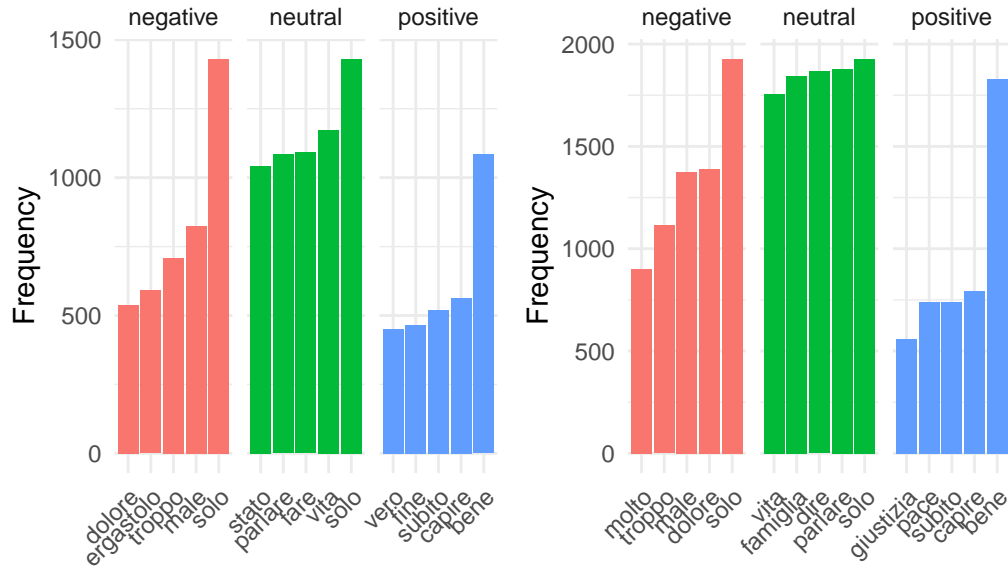 negative neutral positive
1500
1000
500
0
Frequency
dolore
ergastolo
troppo
male
solo
stato
parlare
fare
vita
solo
vero
fine
subito
capire
bene
negative neutral positive
2000
1500
1000
500
0
Frequency
molto
troppo
male
dolore
solo
vita
famiglia
dire
parlare
solo
giustizia
pace
subito
capire
bene